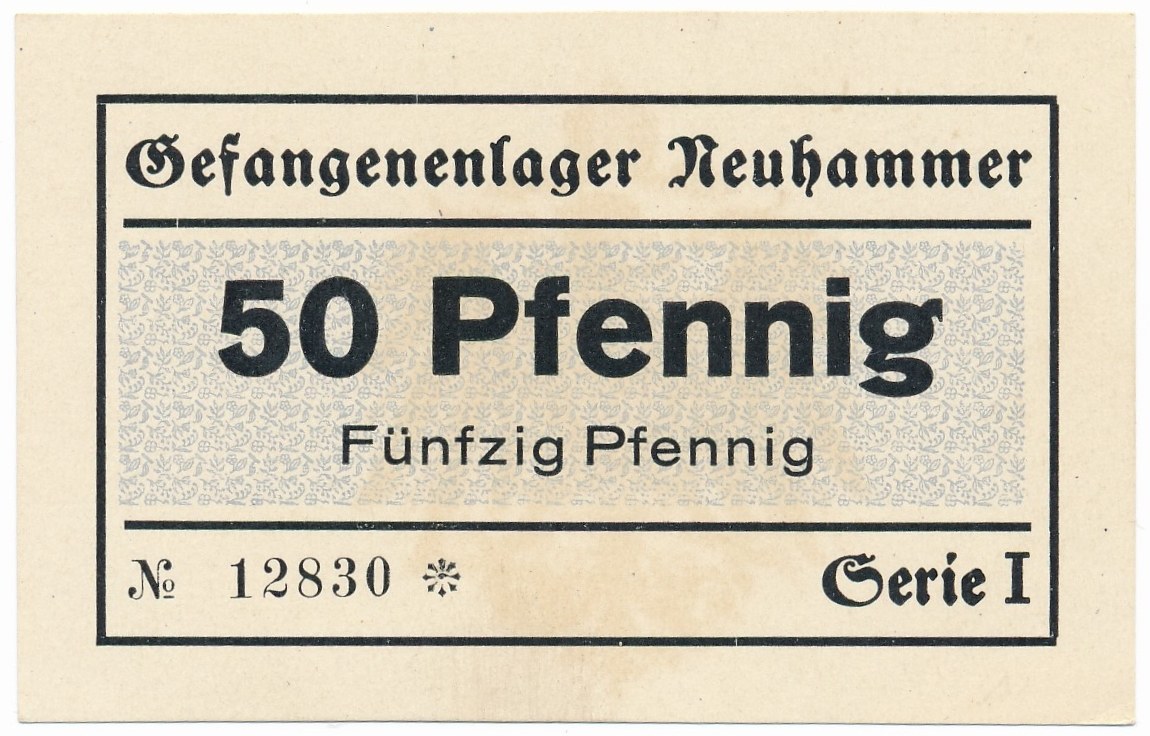 Gefangenenlager Neuhammer
50 Pfennig
Fünfzig Pfennig
№ 12830 Serie I